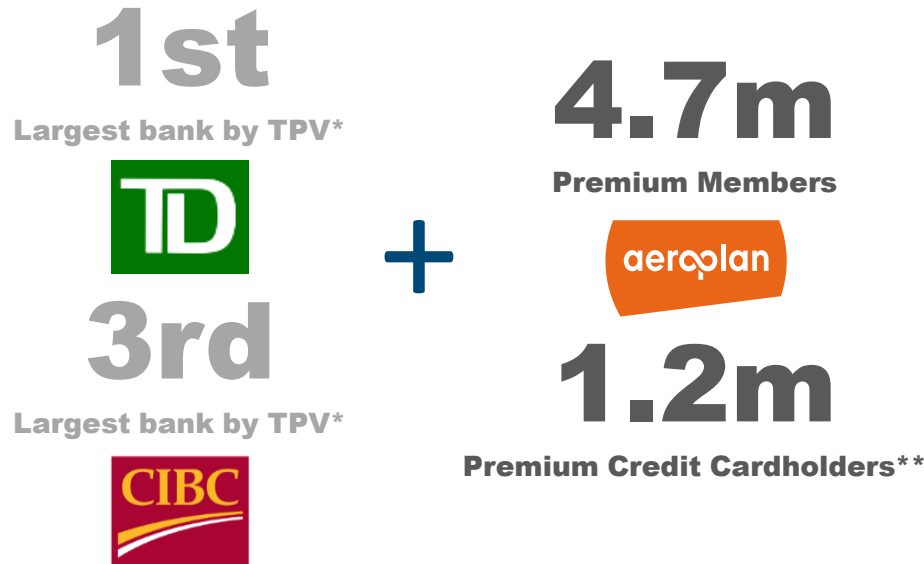 1st
Largest bank by TPV*
TD
3rd
Largest bank by TPV*
CIBC
+
4.7m
Premium Members
aeroplan
1.2m
Premium Credit Cardholders**